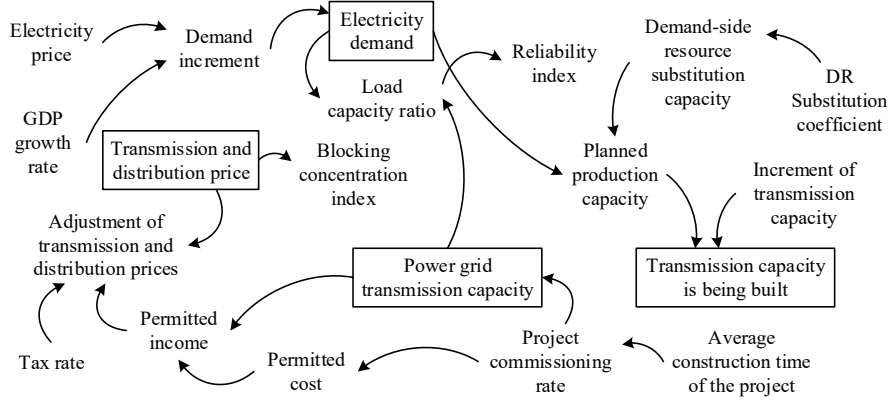 Electricity
price
Demand
increment
Electricity
demand
Reliability
index
Demand-side
resource
substitution
capacity
DR
Substitution
coefficient
Load
capacity ratio
GDP
growth
rate
Transmission and
distribution price
Blocking
concentration
index
Planned
production
capacity
Increment of
transmission
capacity
Adjustment of
transmission and
distribution prices
Power grid
transmission capacity
Transmission capacity
is being built
Tax rate
Permitted
income
Permitted
cost
Project
commissioning
rate
Average
construction time
of the project